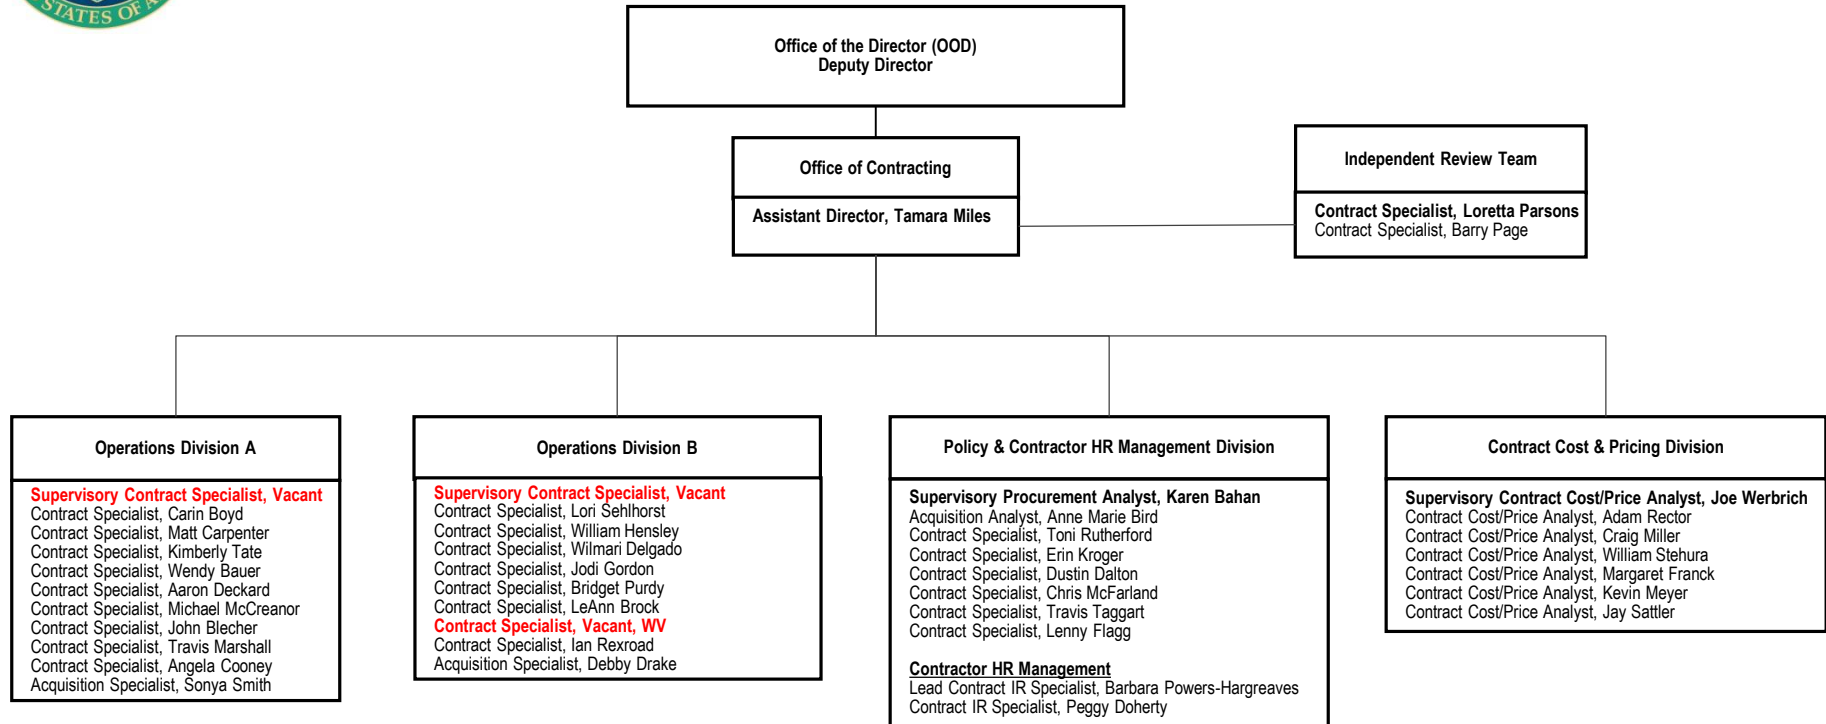 STATES OF A
Office of the Director (OOD)
Deputy Director
Office of Contracting
Assistant Director, Tamara Miles
Independent Review Team
Contract Specialist, Loretta Parsons
Contract Specialist, Barry Page
Operations Division A
Supervisory Contract Specialist, Vacant
Contract Specialist, Carin Boyd
Contract Specialist, Matt Carpenter
Contract Specialist, Kimberly Tate
Contract Specialist, Wendy Bauer
Contract Specialist, Aaron Deckard
Contract Specialist, Michael McCreanor
Contract Specialist, John Blecher
Contract Specialist, Travis Marshall
Contract Specialist, Angela Cooney
Acquisition Specialist, Sonya Smith
Operations Division B
Supervisory Contract Specialist, Vacant
Contract Specialist, Lori Sehlhorst
Contract Specialist, William Hensley
Contract Specialist, Wilmari Delgado
Contract Specialist, Jodi Gordon
Contract Specialist, Bridget Purdy
Contract Specialist, LeAnn Brock
Contract Specialist, Vacant, WV
Contract Specialist, Ian Rexroad
Acquisition Specialist, Debby Drake
Policy & Contractor HR Management Division
Supervisory Procurement Analyst, Karen Bahan
Acquisition Analyst, Anne Marie Bird
Contract Specialist, Toni Rutherford
Contract Specialist, Erin Kroger
Contract Specialist, Dustin Dalton
Contract Specialist, Chris McFarland
Contract Specialist, Travis Taggart
Contract Specialist, Lenny Flagg
Contractor HR Management
Lead Contract IR Specialist, Barbara Powers-Hargreaves
Contract IR Specialist, Peggy Doherty
Contract Cost & Pricing Division
Supervisory Contract Cost/Price Analyst, Joe Werbrich
Contract Cost/Price Analyst, Adam Rector
Contract Cost/Price Analyst, Craig Miller
Contract Cost/Price Analyst, William Stehura
Contract Cost/Price Analyst, Margaret Franck
Contract Cost/Price Analyst, Kevin Meyer
Contract Cost/Price Analyst, Jay Sattler